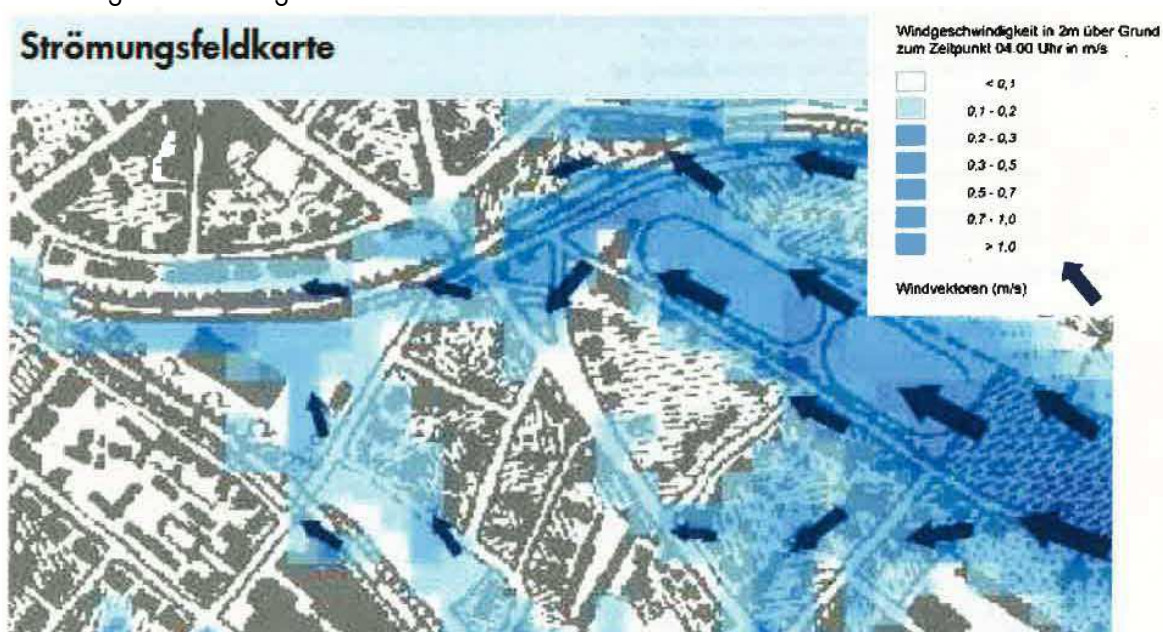 Strömungsfeldkarte
Windgeschwindigkeit in 2m über Grund
zum Zeitpunkt 04.00 Uhr in m/s
< 0,1
0,1 - 0,2
0,2 - 0,3
0,3 - 0,5
0,5 - 0,7
0,7 - 1,0
> 1,0
Windvektoren (m/s)